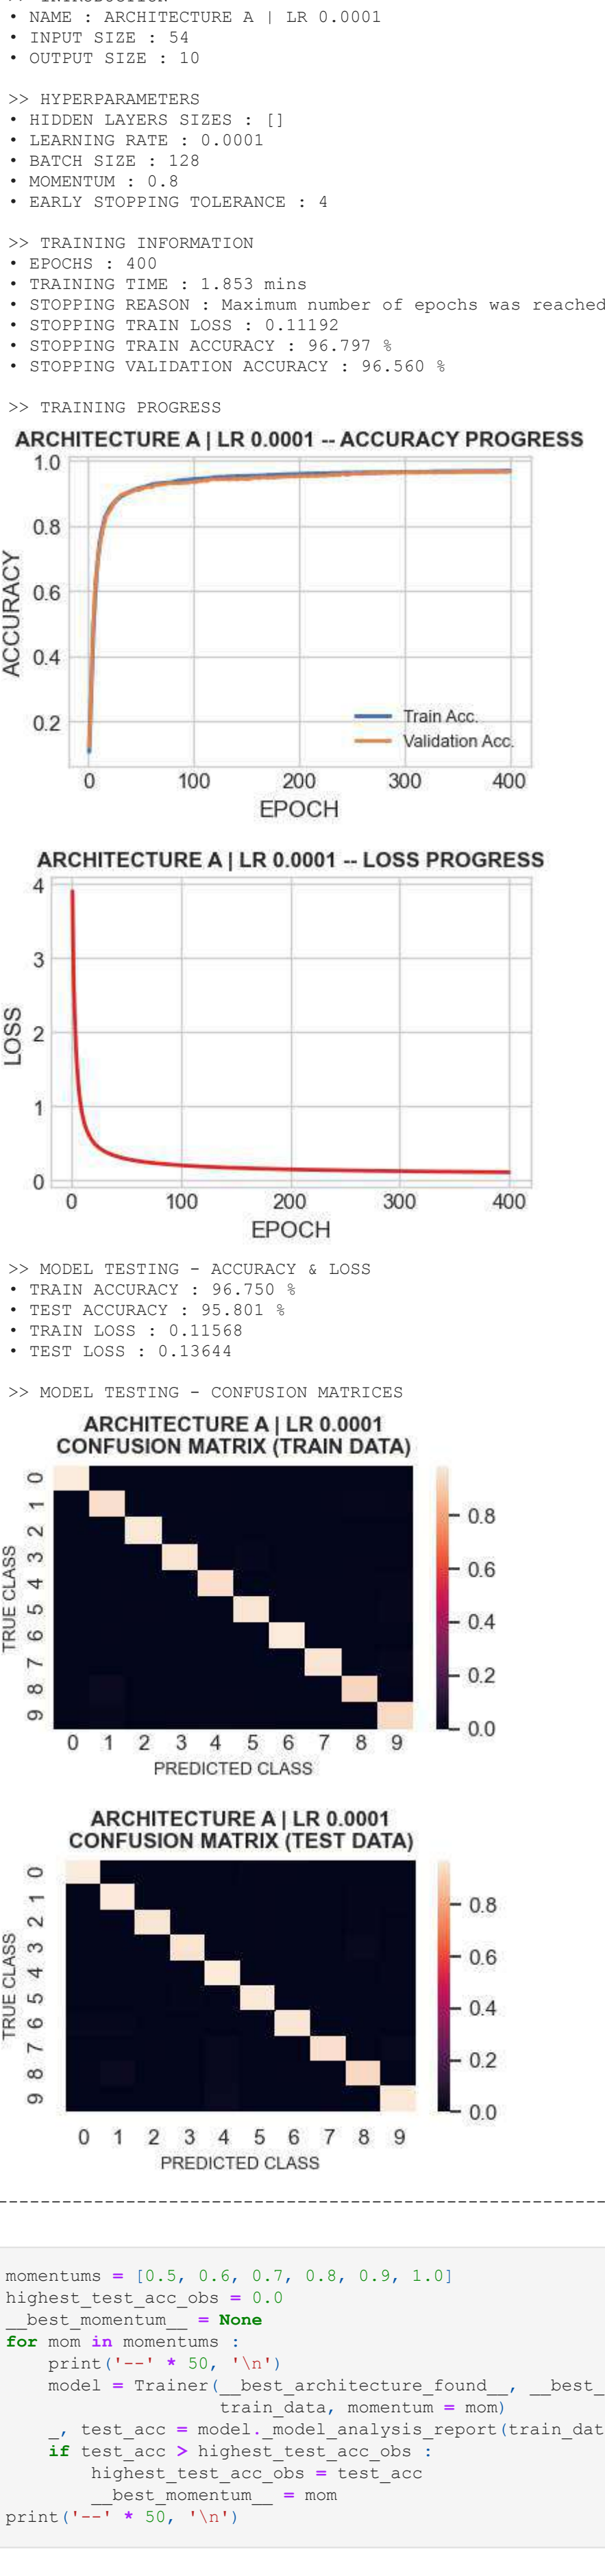 >> INTRODUCTION
• NAME : ARCHITECTURE A | LR 0.0001
• INPUT SIZE : 54
• OUTPUT SIZE : 10
>> HYPERPARAMETERS
• HIDDEN LAYERS SIZES : []
• LEARNING RATE : 0.0001
• BATCH SIZE : 128
• MOMENTUM : 0.8
• EARLY STOPPING TOLERANCE : 4
>> TRAINING INFORMATION
• EPOCHS : 400
• TRAINING TIME : 1.853 mins
• STOPPING REASON : Maximum number of epochs was reached
• STOPPING TRAIN LOSS : 0.11192
• STOPPING TRAIN ACCURACY : 96.797 %
• STOPPING VALIDATION ACCURACY : 96.560 %
>> TRAINING PROGRESS
ARCHITECTURE A | LR 0.0001 -- ACCURACY PROGRESS
1.0
0.8
0.6
0.4
0.2
ACCURACY
Train Acc.
Validation Acc.
0 100 200 300 400
EPOCH
ARCHITECTURE A | LR 0.0001 -- LOSS PROGRESS
4
3
2
1
0
LOSS
0 100 200 300 400
EPOCH
>> MODEL TESTING - ACCURACY & LOSS
• TRAIN ACCURACY : 96.750 %
• TEST ACCURACY : 95.801 %
• TRAIN LOSS : 0.11568
• TEST LOSS : 0.13644
>> MODEL TESTING - CONFUSION MATRICES
ARCHITECTURE A | LR 0.0001
CONFUSION MATRIX (TRAIN DATA)
TRUE CLASS
0
1
2
3
4
5
6
7
8
9
0 1 2 3 4 5 6 7 8 9
PREDICTED CLASS
0.8
0.6
0.4
0.2
0.0
ARCHITECTURE A | LR 0.0001
CONFUSION MATRIX (TEST DATA)
TRUE CLASS
0
1
2
3
4
5
6
7
8
9
0 1 2 3 4 5 6 7 8 9
PREDICTED CLASS
0.8
0.6
0.4
0.2
0.0
momentums = [0.5, 0.6, 0.7, 0.8, 0.9, 1.0]
highest_test_acc_obs = 0.0
__best_momentum__ = None
for mom in momentums :
    print('--' * 50, '\n')
    model = Trainer(__best_architecture_found__, __best_
                    train_data, momentum = mom)
    _, test_acc = model._model_analysis_report(train_dat
    if test_acc > highest_test_acc_obs :
        highest_test_acc_obs = test_acc
        __best_momentum__ = mom
print('--' * 50, '\n')